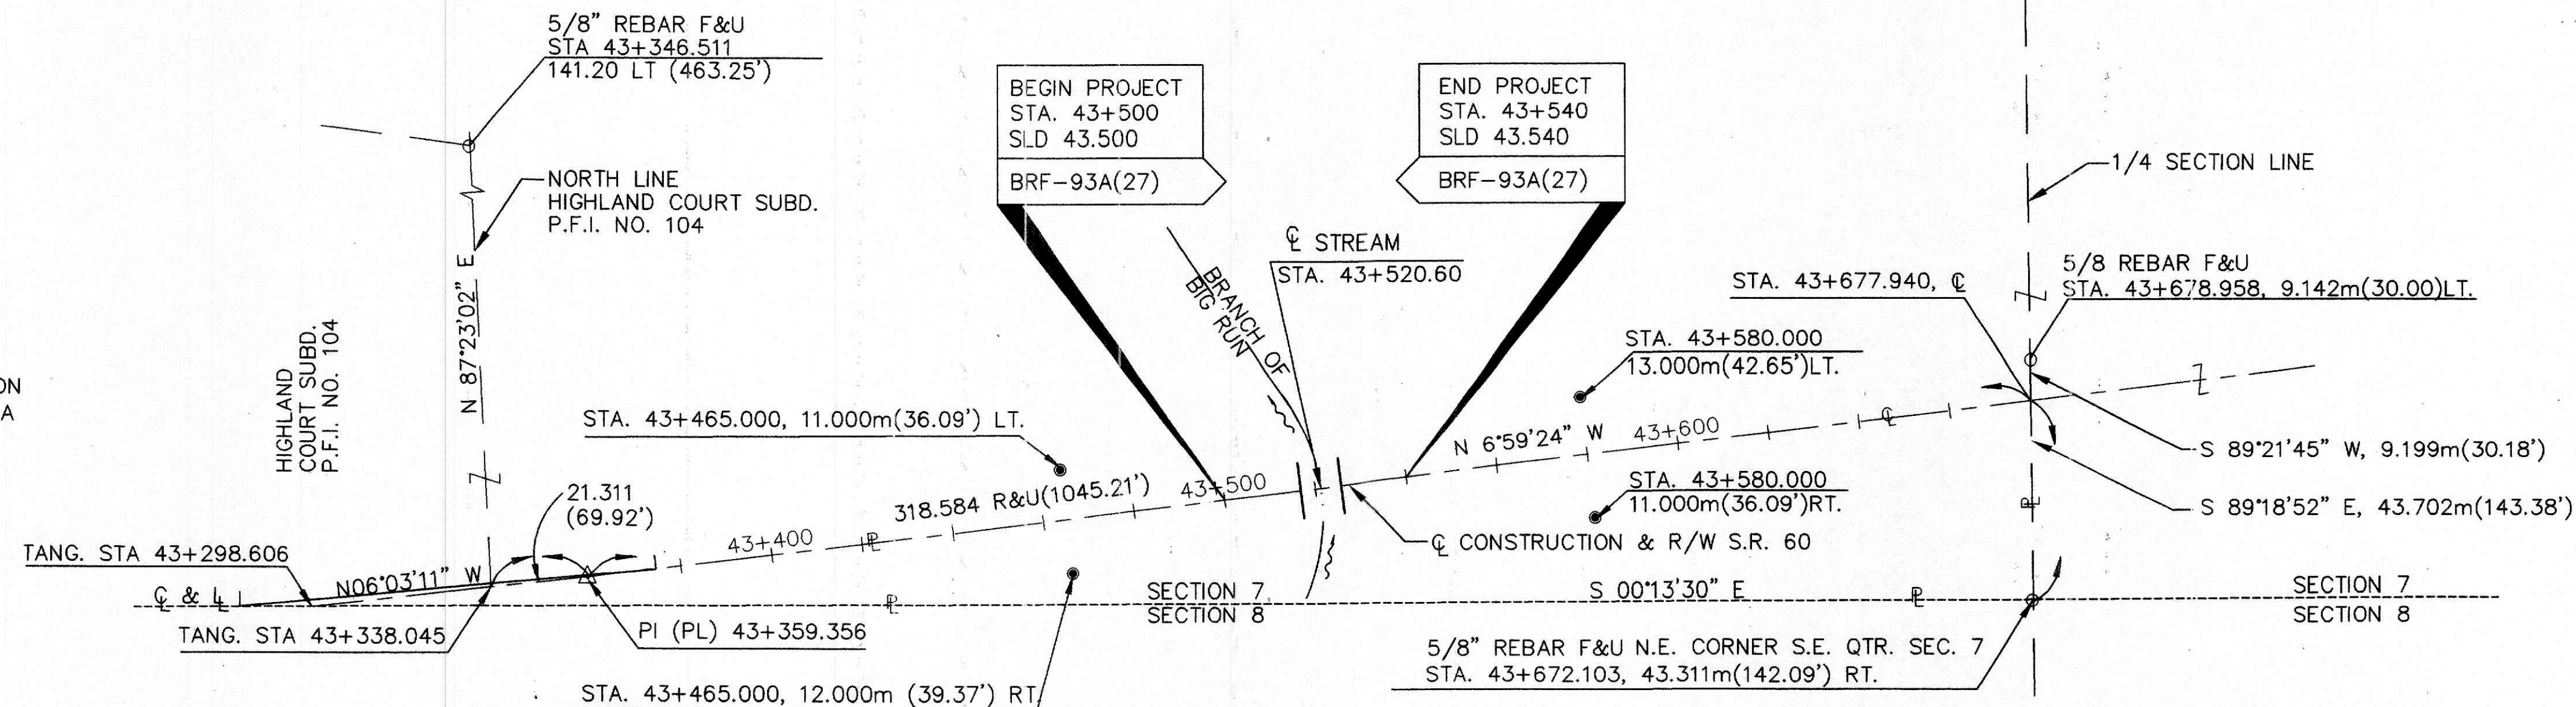 5/8" REBAR F&U
STA 43+346.511
141.20 LT (463.25')
BEGIN PROJECT
STA. 43+500
SLD 43.500
BRF-93A(27)
END PROJECT
STA. 43+540
SLD 43.540
BRF-93A(27)
1/4 SECTION LINE
NORTH LINE
HIGHLAND COURT SUBD.
P.F.I. NO. 104
℄ STREAM
STA. 43+520.60
BRANCH OF
BIG RUN
N 87°23'02" E
HIGHLAND
COURT SUBD.
P.F.I. NO. 104
ON
A
STA. 43+677.940, ℄
5/8 REBAR F&U
STA. 43+678.958, 9.142m(30.00)LT.
STA. 43+580.000
13.000m(42.65')LT.
STA. 43+465.000, 11.000m(36.09') LT.
N 6°59'24" W
43+600
℄
S 89°21'45" W, 9.199m(30.18')
21.311
(69.92')
318.584 R&U(1045.21')
43+500
STA. 43+580.000
11.000m(36.09')RT.
S 89°18'52" E, 43.702m(143.38')
43+400
℄ CONSTRUCTION & R/W S.R. 60
TANG. STA 43+298.606
N06°03'11" W
℄ &
SECTION 7
SECTION 8
S 00°13'30" E
SECTION 7
SECTION 8
TANG. STA 43+338.045
PI (PL) 43+359.356
5/8" REBAR F&U N.E. CORNER S.E. QTR. SEC. 7
STA. 43+672.103, 43.311m(142.09') RT.
STA. 43+465.000, 12.000m (39.37') RT.